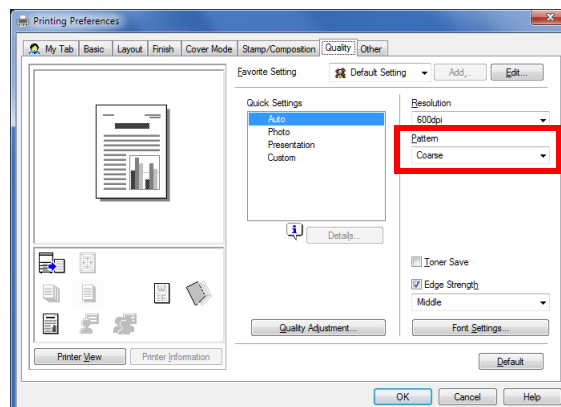 Printing Preferences
My Tab Basic Layout Finish Cover Mode Stamp/Composition Quality Other
Favorite Setting Default Setting Add... Edit...
Quick Settings
Auto
Photo
Presentation
Custom
Details...
Resolution
600dpi
Pattern
Coarse
Toner Save
Edge Strength
Middle
Quality Adjustment...
Font Settings...
Printer View Printer Information
Default
OK Cancel Help